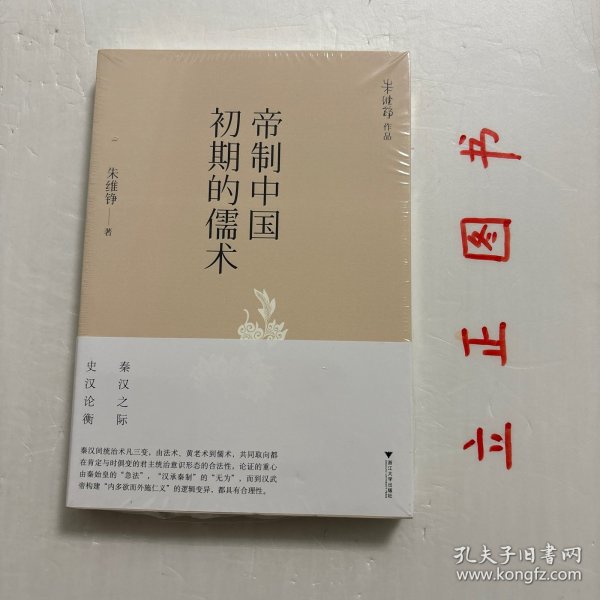 朱维铮作品
帝制中国
初期的儒术
朱维铮——著
秦汉之际
史汉论衡
秦汉间统治术凡三变,由法术、黄老术到儒术,共同取向都
在肯定与时俱变的君主统治意识形态的合法性,论证的重心
由秦始皇的“急法”,“汉承秦制”的“无为”,而到汉武
帝构建“内多欲而外施仁义”的逻辑变异,都具有合理性。
浙江大学出版社
立正图书
孔夫子旧书网
www.kongfz.com